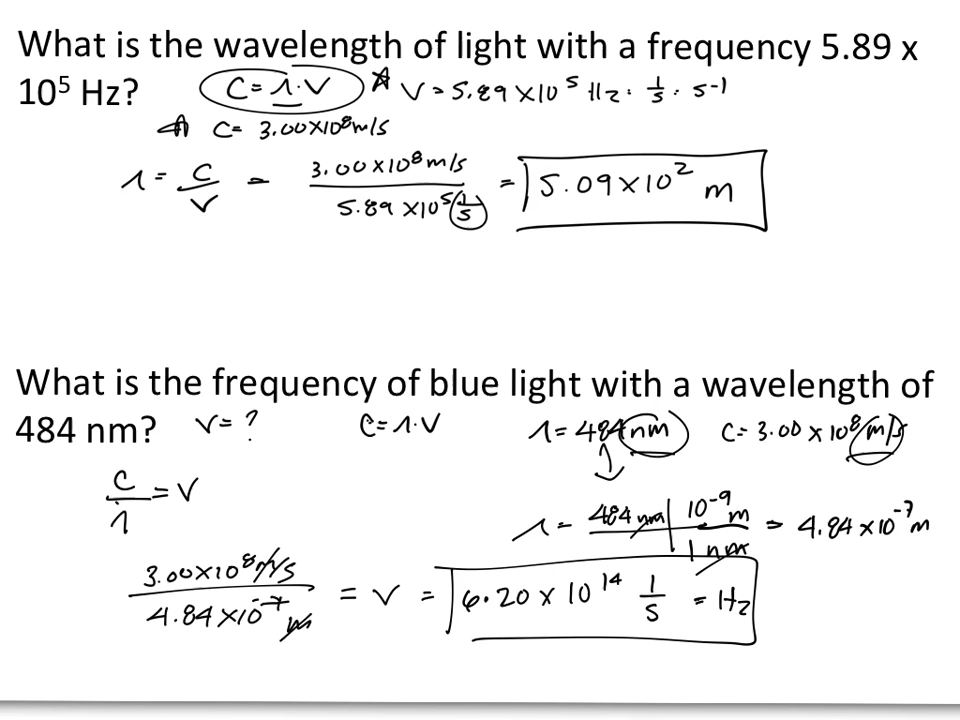 What is the wavelength of light with a frequency 5.89 x
10⁵ Hz? C = λ · ν ν = 5.89 × 10⁵ Hz · 1/s · s⁻¹
C = 3.00 × 10⁸ m/s
λ = C/ν = 3.00 × 10⁸ m/s / 5.89 × 10⁵ 1/s = 5.09 × 10² m
What is the frequency of blue light with a wavelength of
484 nm? ν = ? C = λ · ν λ = 484 nm C = 3.00 × 10⁸ m/s
C/λ = ν
λ = 484 nm | 10⁻⁹ m / 1 nm = 4.84 × 10⁻⁷ m
3.00 × 10⁸ m/s / 4.84 × 10⁻⁷ m = ν = 6.20 × 10¹⁴ 1/s = Hz